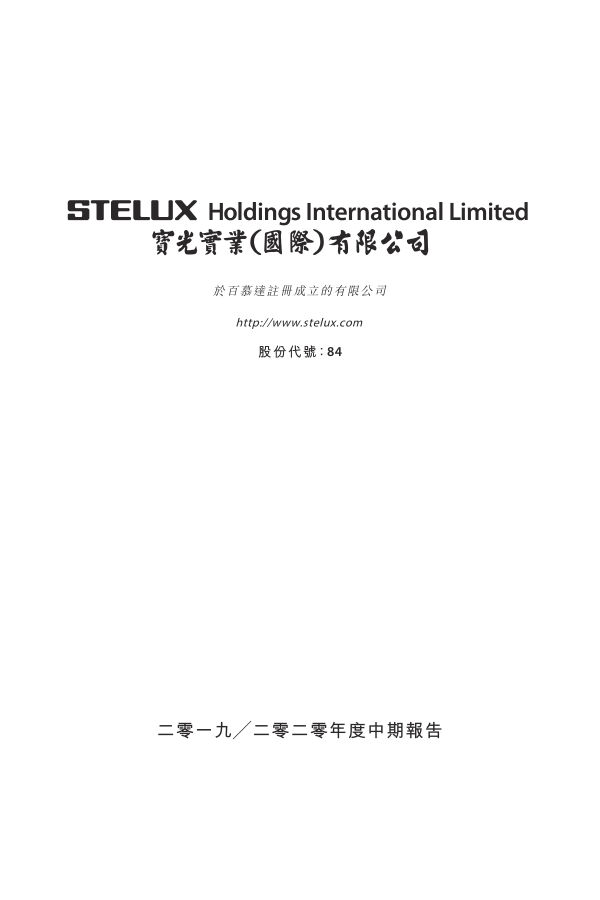 STELUX Holdings International Limited
寶光實業(國際)有限公司
於百慕達註冊成立的有限公司
http://www.stelux.com
股份代號：84
二零一九╱二零二零年度中期報告